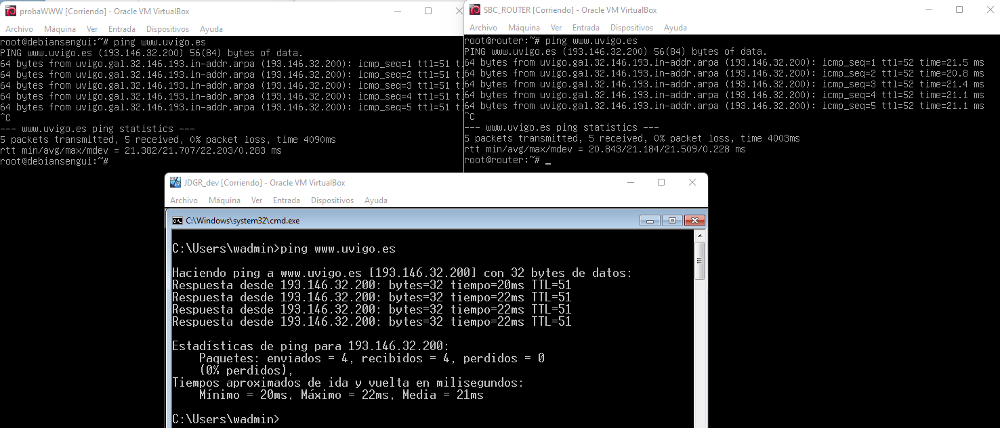 probaWWW [Corriendo] - Oracle VM VirtualBox
Archivo Máquina Ver Entrada Dispositivos Ayuda
root@debiansengui:~# ping www.uvigo.es
PING www.uvigo.es (193.146.32.200) 56(84) bytes of data.
64 bytes from uvigo.gal.32.146.193.in-addr.arpa (193.146.32.200): icmp_seq=1 ttl=51 t
64 bytes from uvigo.gal.32.146.193.in-addr.arpa (193.146.32.200): icmp_seq=2 ttl=51 t
64 bytes from uvigo.gal.32.146.193.in-addr.arpa (193.146.32.200): icmp_seq=3 ttl=51 t
64 bytes from uvigo.gal.32.146.193.in-addr.arpa (193.146.32.200): icmp_seq=4 ttl=51 t
64 bytes from uvigo.gal.32.146.193.in-addr.arpa (193.146.32.200): icmp_seq=5 ttl=51 t
^C
--- www.uvigo.es ping statistics ---
5 packets transmitted, 5 received, 0% packet loss, time 4090ms
rtt min/avg/max/mdev = 21.382/21.707/22.203/0.283 ms
root@debiansengui:~#
SBC_ROUTER [Corriendo] - Oracle VM VirtualBox
Archivo Máquina Ver Entrada Dispositivos Ayuda
root@router:~# ping www.uvigo.es
PING www.uvigo.es (193.146.32.200) 56(84) bytes of data.
64 bytes from uvigo.gal.32.146.193.in-addr.arpa (193.146.32.200): icmp_seq=1 ttl=52 time=21.5 ms
64 bytes from uvigo.gal.32.146.193.in-addr.arpa (193.146.32.200): icmp_seq=2 ttl=52 time=20.8 ms
64 bytes from uvigo.gal.32.146.193.in-addr.arpa (193.146.32.200): icmp_seq=3 ttl=52 time=21.4 ms
64 bytes from uvigo.gal.32.146.193.in-addr.arpa (193.146.32.200): icmp_seq=4 ttl=52 time=21.1 ms
64 bytes from uvigo.gal.32.146.193.in-addr.arpa (193.146.32.200): icmp_seq=5 ttl=52 time=21.1 ms
^C
--- www.uvigo.es ping statistics ---
5 packets transmitted, 5 received, 0% packet loss, time 4003ms
rtt min/avg/max/mdev = 20.843/21.184/21.509/0.228 ms
root@router:~# _
JDGR_dev [Corriendo] - Oracle VM VirtualBox
Archivo Máquina Ver Entrada Dispositivos Ayuda
C:\Windows\system32\cmd.exe
C:\Users\wadmin>ping www.uvigo.es
Haciendo ping a www.uvigo.es [193.146.32.200] con 32 bytes de datos:
Respuesta desde 193.146.32.200: bytes=32 tiempo=20ms TTL=51
Respuesta desde 193.146.32.200: bytes=32 tiempo=22ms TTL=51
Respuesta desde 193.146.32.200: bytes=32 tiempo=22ms TTL=51
Respuesta desde 193.146.32.200: bytes=32 tiempo=22ms TTL=51
Estadísticas de ping para 193.146.32.200:
Paquetes: enviados = 4, recibidos = 4, perdidos = 0
(0% perdidos),
Tiempos aproximados de ida y vuelta en milisegundos:
Mínimo = 20ms, Máximo = 22ms, Media = 21ms
C:\Users\wadmin>